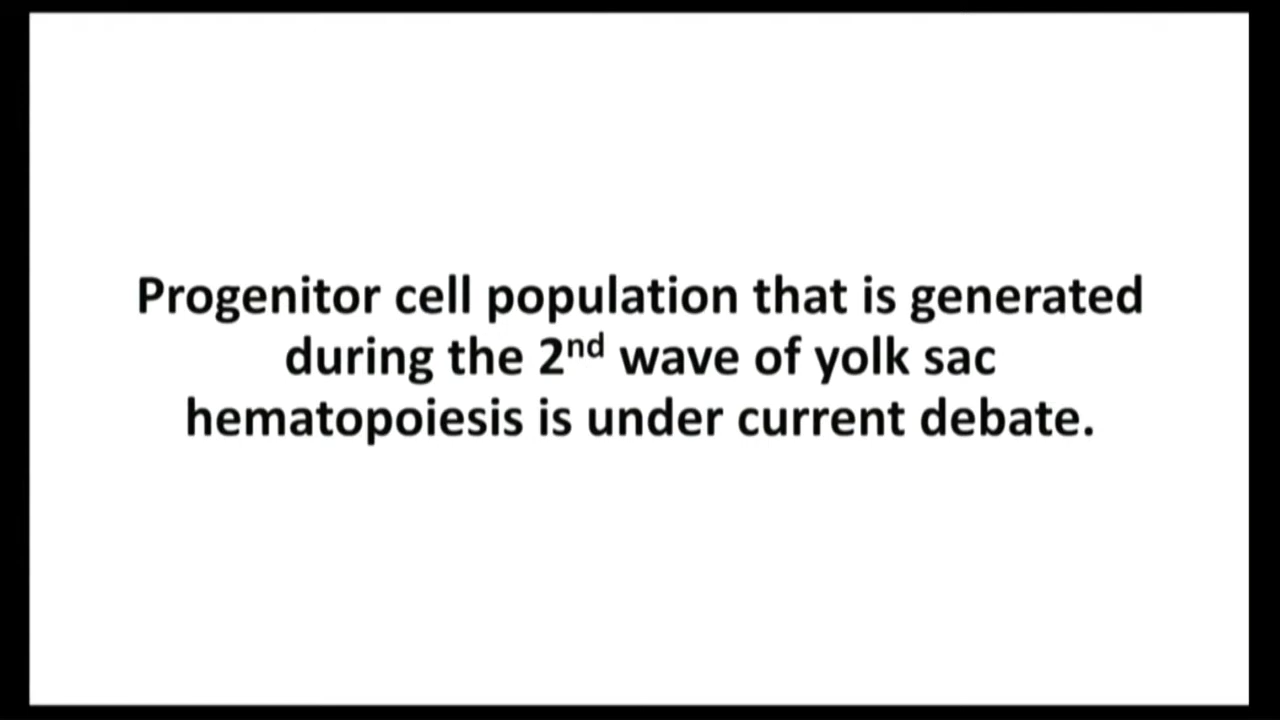 Progenitor cell population that is generated
during the 2nd wave of yolk sac
hematopoiesis is under current debate.